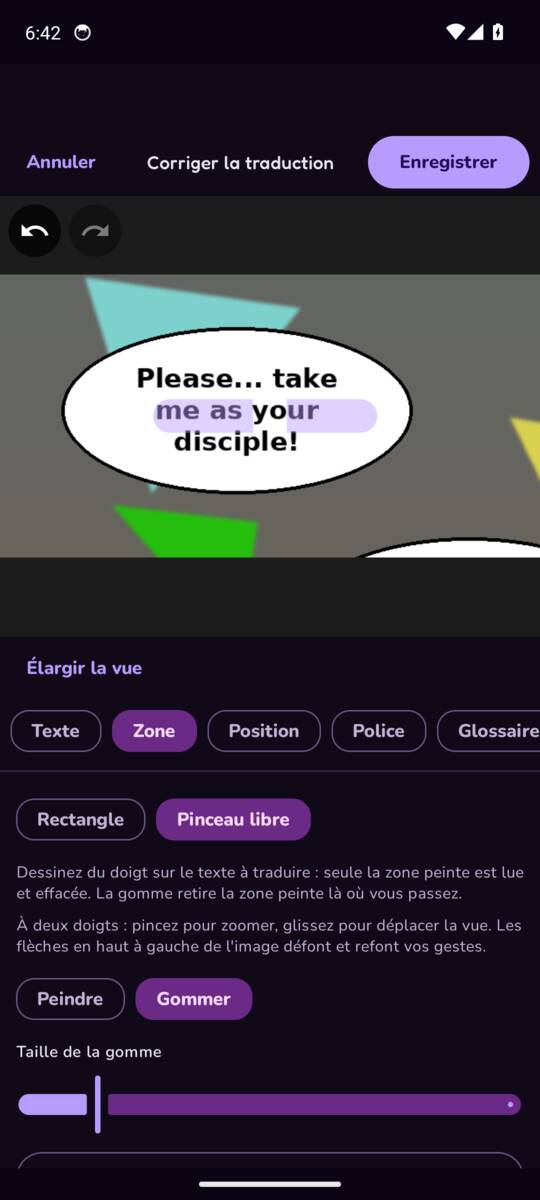 6:42
Annuler
Corriger la traduction
Enregistrer
Please... take
me as your
disciple!
Élargir la vue
Texte
Zone
Position
Police
Glossaire
Rectangle
Pinceau libre
Dessinez du doigt sur le texte à traduire : seule la zone peinte est lue
et effacée. La gomme retire la zone peinte là où vous passez.
À deux doigts : pincez pour zoomer, glissez pour déplacer la vue. Les
flèches en haut à gauche de l'image défont et refont vos gestes.
Peindre
Gommer
Taille de la gomme